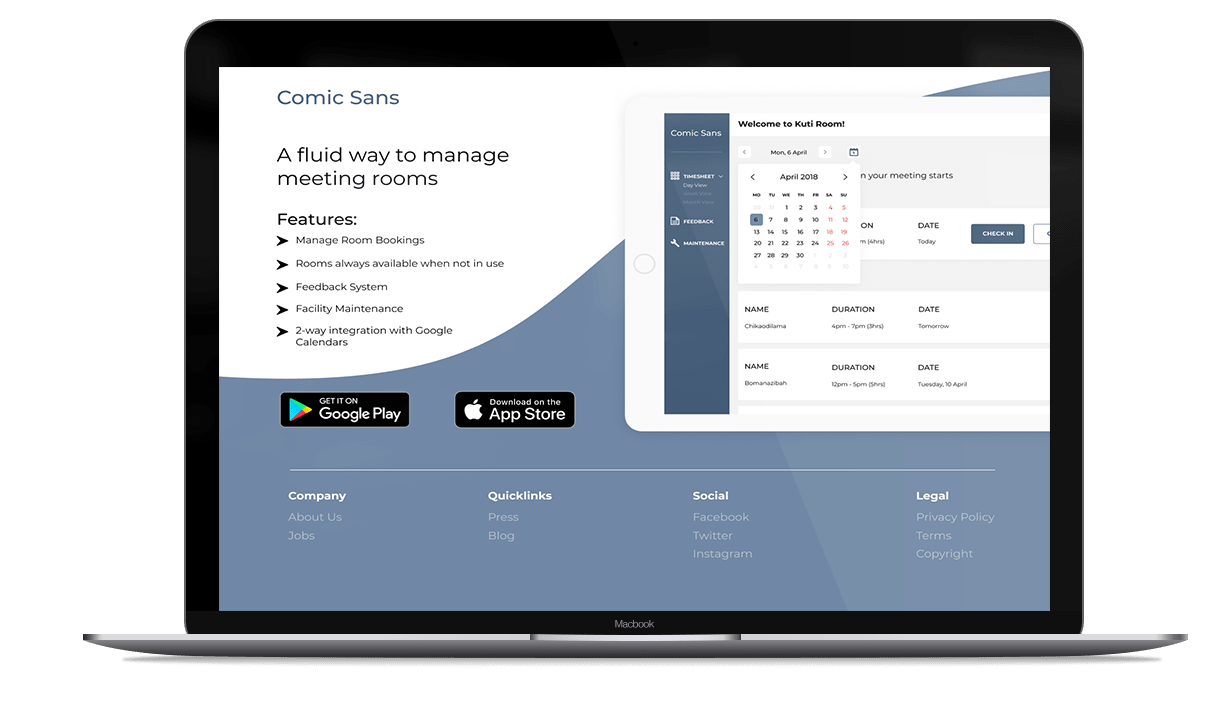 Comic Sans
A fluid way to manage
meeting rooms
Features:
Manage Room Bookings
Rooms always available when not in use
Feedback System
Facility Maintenance
2-way integration with Google
Calendars
GET IT ON
Google Play
Download on the
App Store
Comic Sans
TIMESHEET
Day View
Week View
Month View
FEEDBACK
MAINTENANCE
Welcome to Kuti Room!
Mon, 6 April
April 2018
MO TU WE TH FR SA SU
30 31 1 2 3 4 5
6 7 8 9 10 11 12
13 14 15 16 17 18 19
20 21 22 23 24 25 26
27 28 29 30 1 2 3
4 5 6 7 8 9 10
n your meeting starts
ON DATE
m (4hrs) Today
CHECK IN
NAME DURATION DATE
Chikaodilama 4pm - 7pm (3hrs) Tomorrow
NAME DURATION DATE
Bomanazibah 12pm - 5pm (5hrs) Tuesday, 10 April
Company Quicklinks Social Legal
About Us Press Facebook Privacy Policy
Jobs Blog Twitter Terms
Instagram Copyright
Macbook